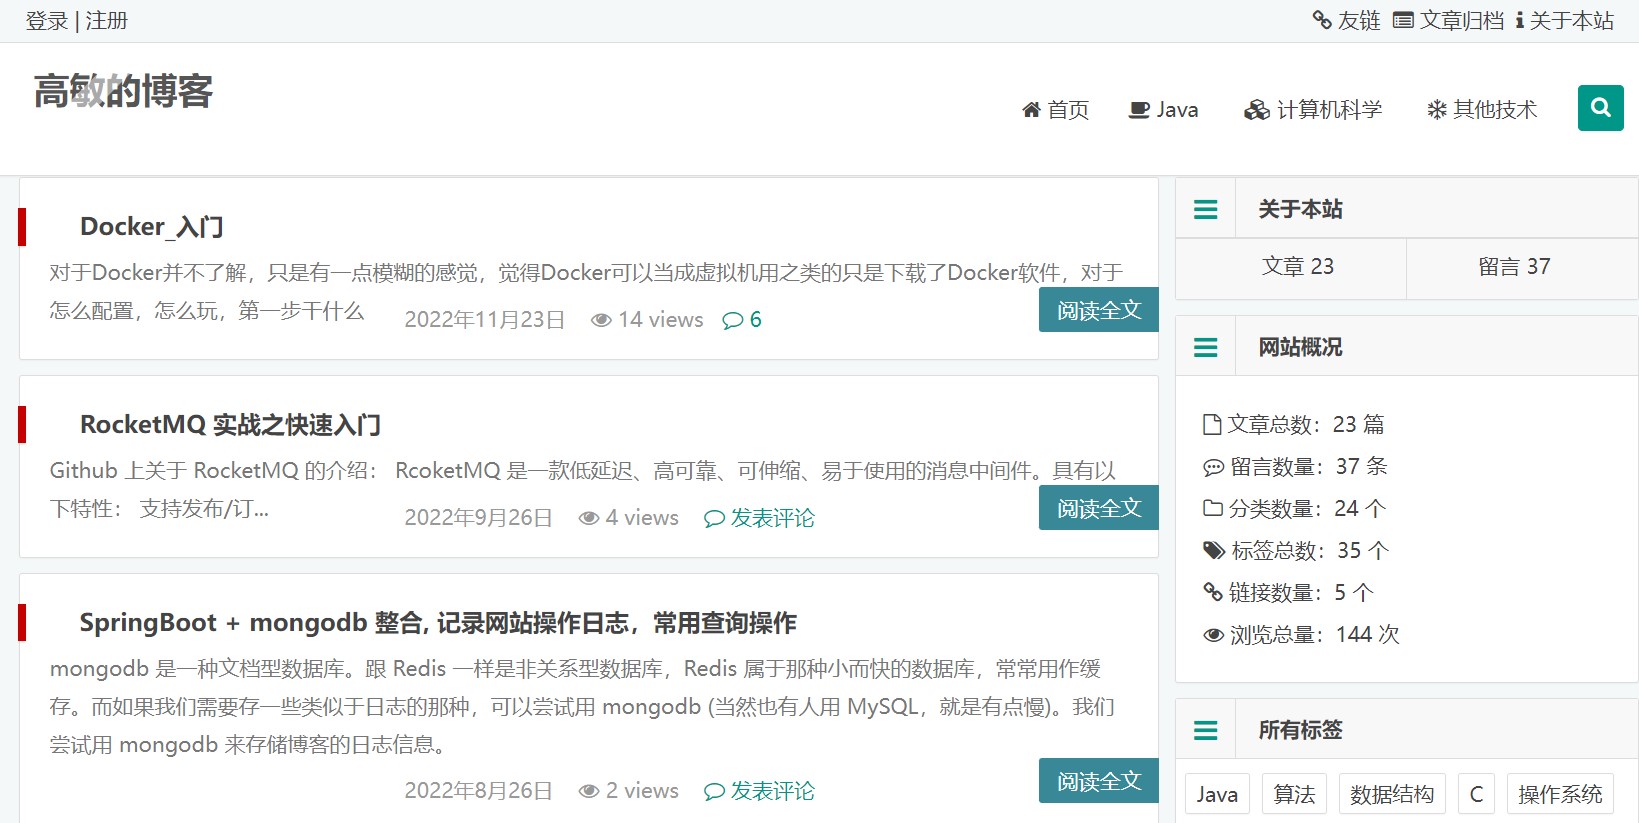 登录 | 注册
友链 文章归档 关于本站
高敏的博客
首页 Java 计算机科学 其他技术
Docker_入门
对于Docker并不了解，只是有一点模糊的感觉，觉得Docker可以当成虚拟机用之类的只是下载了Docker软件，对于
怎么配置，怎么玩，第一步干什么
2022年11月23日 14 views 6
阅读全文
RocketMQ 实战之快速入门
Github 上关于 RocketMQ 的介绍： RcoketMQ 是一款低延迟、高可靠、可伸缩、易于使用的消息中间件。具有以
下特性： 支持发布/订...
2022年9月26日 4 views 发表评论
阅读全文
SpringBoot + mongodb 整合, 记录网站操作日志，常用查询操作
mongodb 是一种文档型数据库。跟 Redis 一样是非关系型数据库，Redis 属于那种小而快的数据库，常常用作缓
存。而如果我们需要存一些类似于日志的那种，可以尝试用 mongodb (当然也有人用 MySQL，就是有点慢)。我们
尝试用 mongodb 来存储博客的日志信息。
2022年8月26日 2 views 发表评论
阅读全文
关于本站
文章 23 留言 37
网站概况
文章总数：23 篇
留言数量：37 条
分类数量：24 个
标签总数：35 个
链接数量：5 个
浏览总量：144 次
所有标签
Java 算法 数据结构 C 操作系统